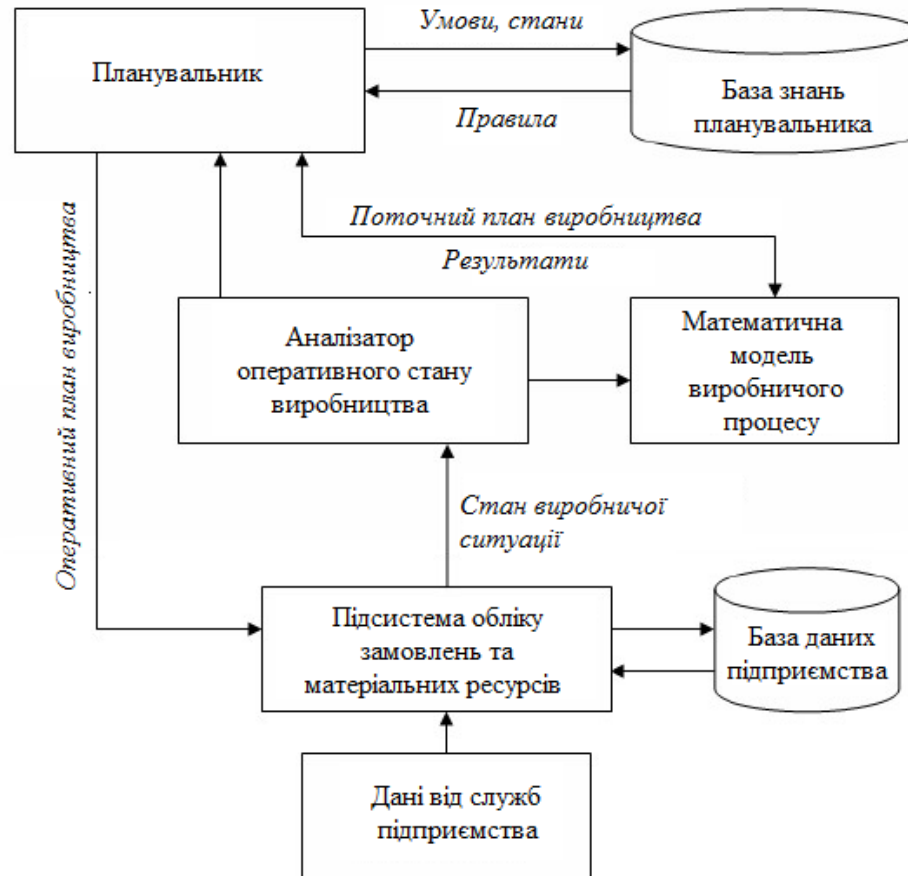 Умови, стани
Планувальник
База знань
планувальника
Правила
Поточний план виробництва
Результати
Оперативний план виробництва
Аналізатор
оперативного стану
виробництва
Математична
модель
виробничого
процесу
Стан виробничої
ситуації
Підсистема обліку
замовлень та
матеріальних ресурсів
База даних
підприємства
Дані від служб
підприємства